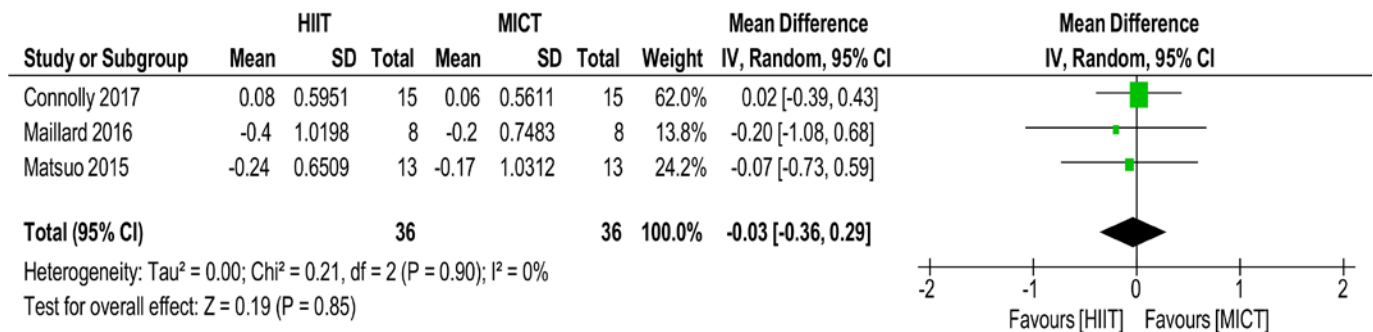 HIIT MICT Mean Difference Mean Difference
Study or Subgroup Mean SD Total Mean SD Total Weight IV, Random, 95% CI IV, Random, 95% CI
Connolly 2017 0.08 0.5951 15 0.06 0.5611 15 62.0% 0.02 [-0.39, 0.43]
Maillard 2016 -0.4 1.0198 8 -0.2 0.7483 8 13.8% -0.20 [-1.08, 0.68]
Matsuo 2015 -0.24 0.6509 13 -0.17 1.0312 13 24.2% -0.07 [-0.73, 0.59]
Total (95% CI) 36 36 100.0% -0.03 [-0.36, 0.29]
Heterogeneity: Tau² = 0.00; Chi² = 0.21, df = 2 (P = 0.90); I² = 0%
Test for overall effect: Z = 0.19 (P = 0.85)
-2 -1 0 1 2
Favours [HIIT] Favours [MICT]